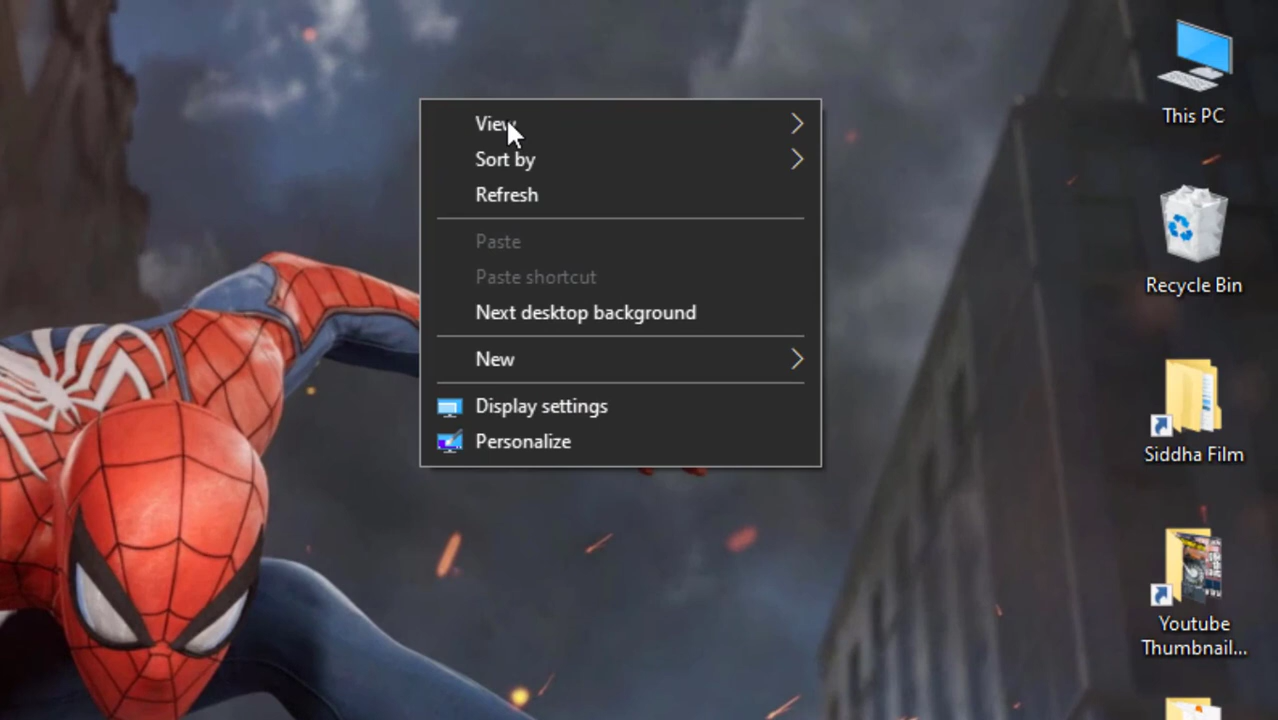 View
Sort by
Refresh
Paste
Paste shortcut
Next desktop background
New
Display settings
Personalize
This PC
Recycle Bin
Siddha Film
Youtube
Thumbnail...